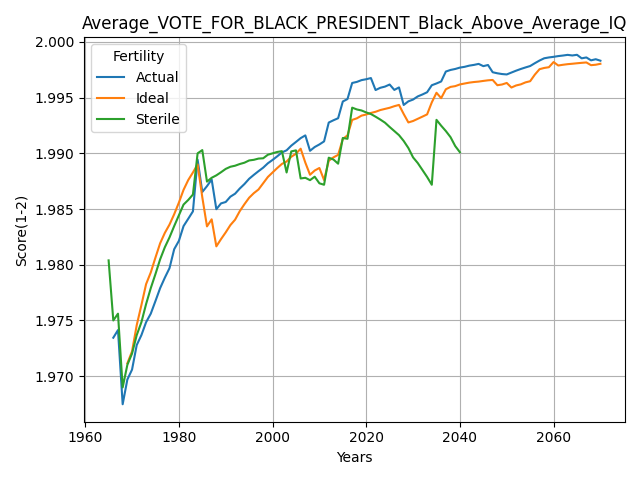 Average_VOTE_FOR_BLACK_PRESIDENT_Black_Above_Average_IQ
Fertility
Actual
Ideal
Sterile
Score(1-2)
2.000
1.995
1.990
1.985
1.980
1.975
1.970
1960
1980
2000
2020
2040
2060
Years